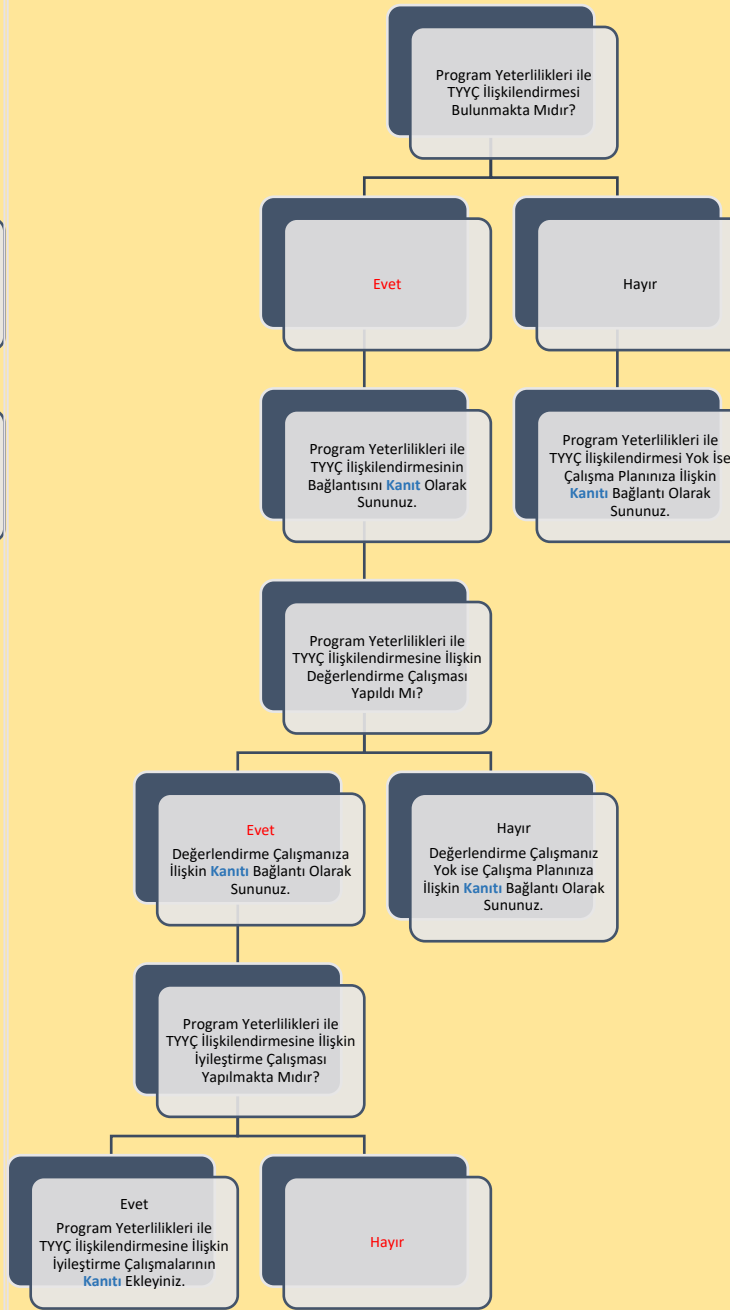 Program Yeterlilikleri ile
TYYÇ İlişkilendirmesi
Bulunmakta Mıdır?
Evet
Hayır
Program Yeterlilikleri ile
TYYÇ İlişkilendirmesinin
Bağlantısını Kanıt Olarak
Sununuz.
Program Yeterlilikleri ile
TYYÇ İlişkilendirmesi Yok İse
Çalışma Planınıza İlişkin
Kanıtı Bağlantı Olarak
Sununuz.
Program Yeterlilikleri ile
TYYÇ İlişkilendirmesine İlişkin
Değerlendirme Çalışması
Yapıldı Mı?
Evet
Değerlendirme Çalışmanıza
İlişkin Kanıtı Bağlantı Olarak
Sununuz.
Hayır
Değerlendirme Çalışmanız
Yok ise Çalışma Planınıza
İlişkin Kanıtı Bağlantı Olarak
Sununuz.
Program Yeterlilikleri ile
TYYÇ İlişkilendirmesine İlişkin
İyileştirme Çalışması
Yapılmakta Mıdır?
Evet
Program Yeterlilikleri ile
TYYÇ İlişkilendirmesine İlişkin
İyileştirme Çalışmalarının
Kanıtı Ekleyiniz.
Hayır